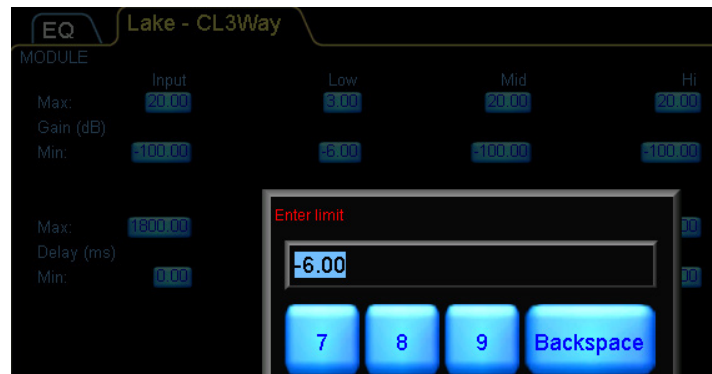 EQ Lake - CL3Way
MODULE
Input Low Mid Hi
Max: 20.00 3.00 20.00 20.00
Gain (dB)
Min: -100.00 -6.00 -100.00 -100.00
Enter limit
Max: 1800.00 00
-6.00
Delay (ms)
Min: 0.00 00
7 8 9 Backspace